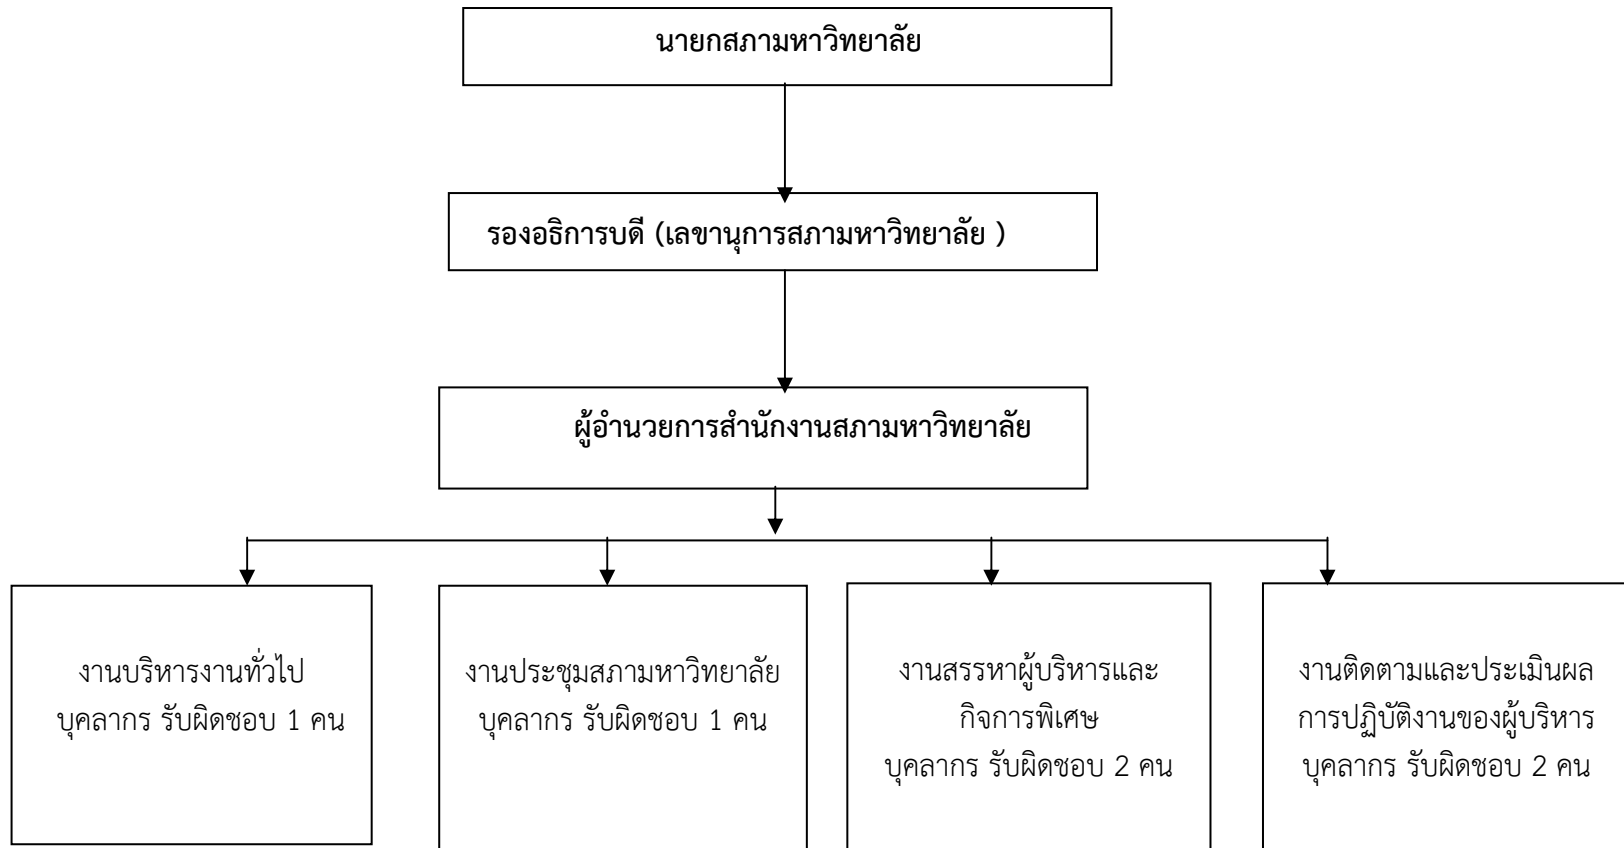 นายกสภามหาวิทยาลัย
รองอธิการบดี (เลขานุการสภามหาวิทยาลัย )
ผู้อำนวยการสำนักงานสภามหาวิทยาลัย
งานบริหารงานทั่วไป
บุคลากร รับผิดชอบ 1 คน
งานประชุมสภามหาวิทยาลัย
บุคลากร รับผิดชอบ 1 คน
งานสรรหาผู้บริหารและ
กิจการพิเศษ
บุคลากร รับผิดชอบ 2 คน
งานติดตามและประเมินผล
การปฏิบัติงานของผู้บริหาร
บุคลากร รับผิดชอบ 2 คน